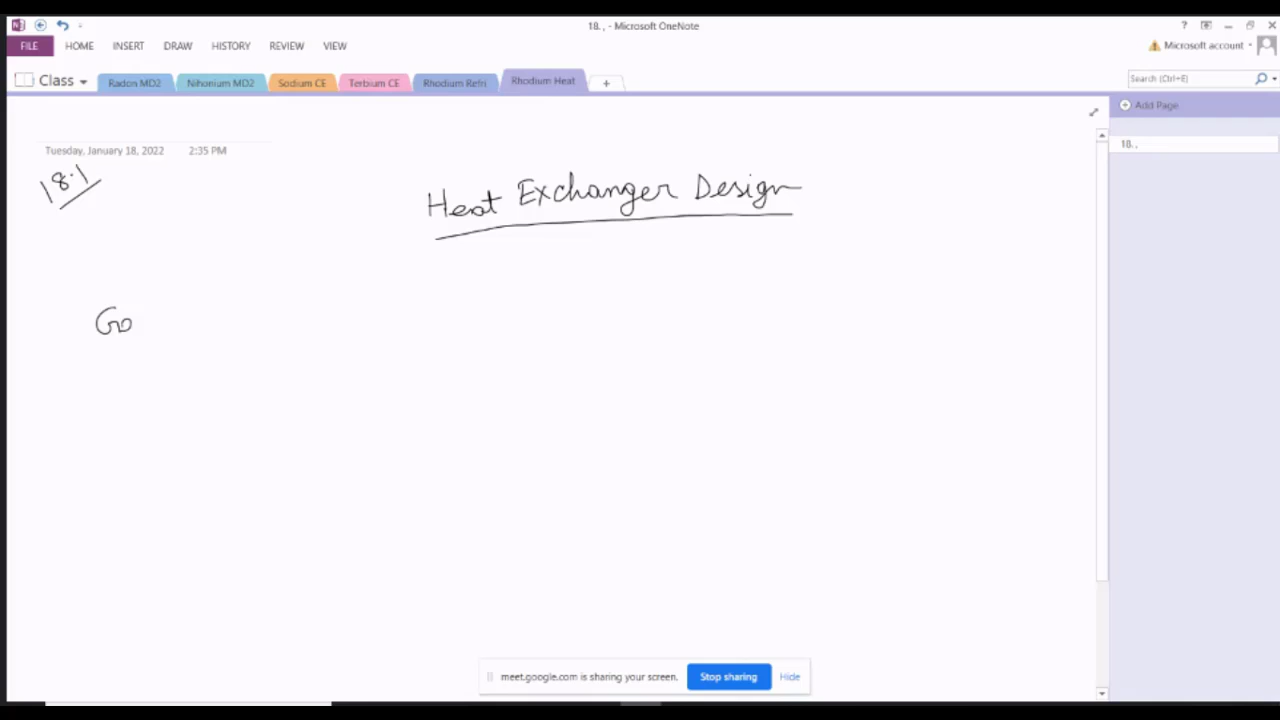 18. , - Microsoft OneNote
?
FILE HOME INSERT DRAW HISTORY REVIEW VIEW
Microsoft account
Class Radon MD2 Nihonium MD2 Sodium CE Terbium CE Rhodium Refri Rhodium Heat +
Search (Ctrl+E)
Add Page
18. ,
Tuesday, January 18, 2022 2:35 PM
18.1
Heat Exchanger Design
Go
meet.google.com is sharing your screen. Stop sharing Hide